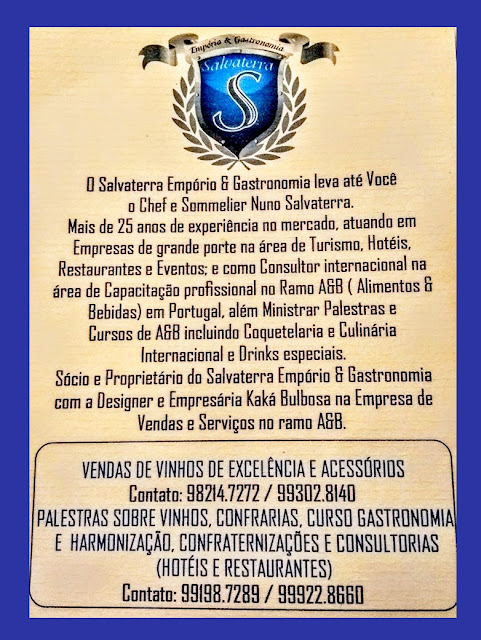 Empório & Gastronomia
Salvaterra
S
O Salvaterra Empório & Gastronomia leva até Você
o Chef e Sommelier Nuno Salvaterra.
Mais de 25 anos de experiência no mercado, atuando em
Empresas de grande porte na área de Turismo, Hotéis,
Restaurantes e Eventos; e como Consultor internacional na
área de Capacitação profissional no Ramo A&B ( Alimentos &
Bebidas) em Portugal, além Ministrar Palestras e
Cursos de A&B incluindo Coquetelaria e Culinária
Internacional e Drinks especiais.
Sócio e Proprietário do Salvaterra Empório & Gastronomia
com a Designer e Empresária Kaká Bulbosa na Empresa de
Vendas e Serviços no ramo A&B.
VENDAS DE VINHOS DE EXCELÊNCIA E ACESSÓRIOS
Contato: 98214.7272 / 99302.8140
PALESTRAS SOBRE VINHOS, CONFRARIAS, CURSO GASTRONOMIA
E HARMONIZAÇÃO, CONFRATERNIZAÇÕES E CONSULTORIAS
(HOTÉIS E RESTAURANTES)
Contato: 99198.7289 / 99922.8660